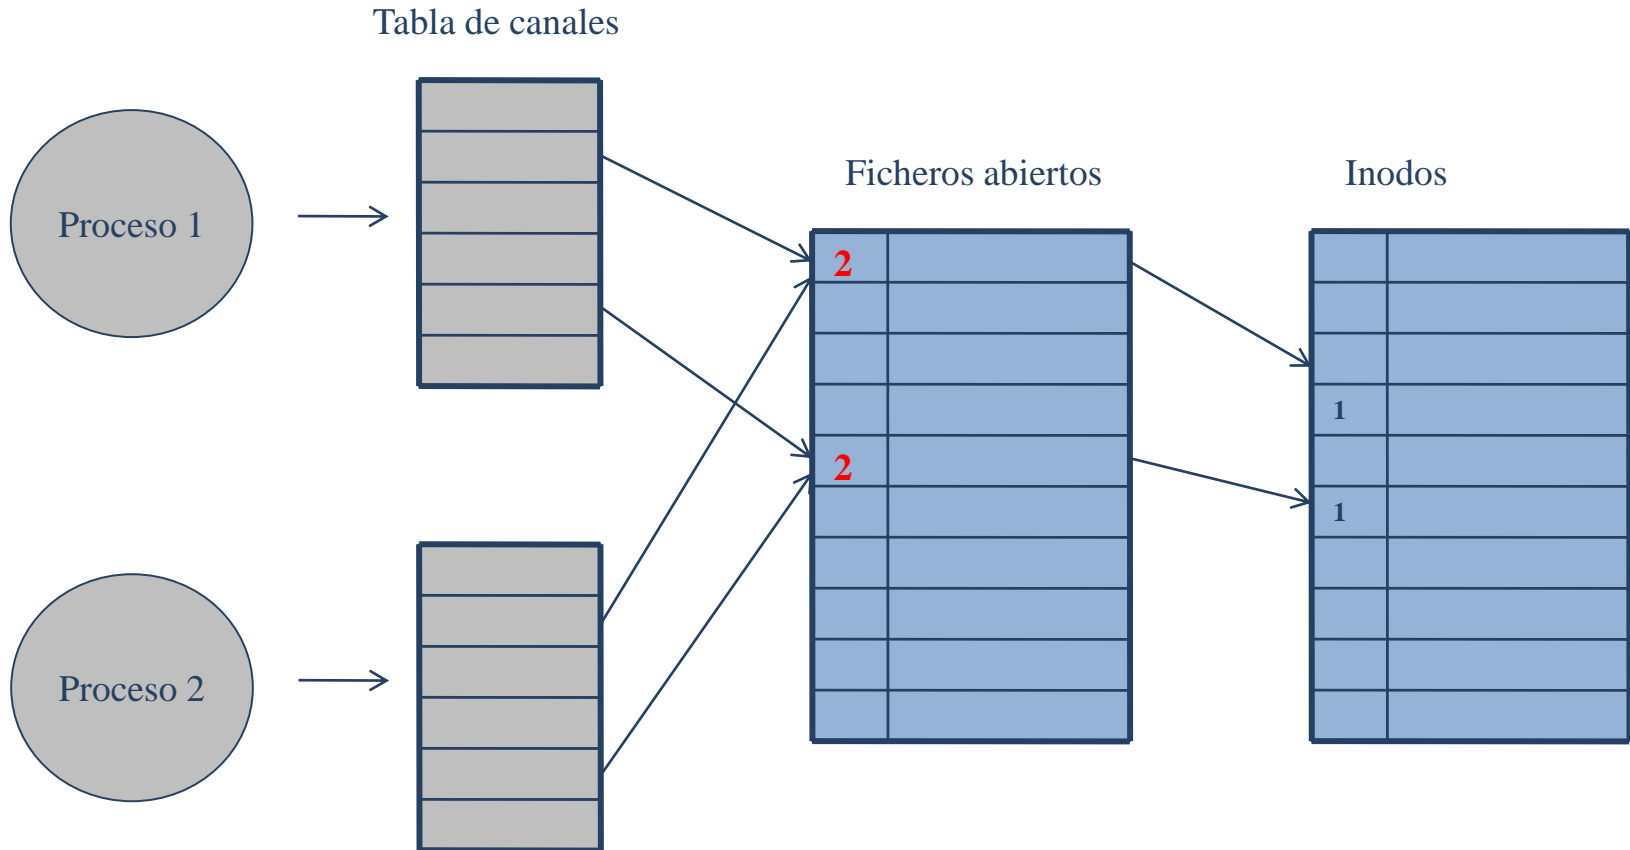 Tabla de canales
Proceso 1
Ficheros abiertos
Inodos
2
1
2
1
Proceso 2